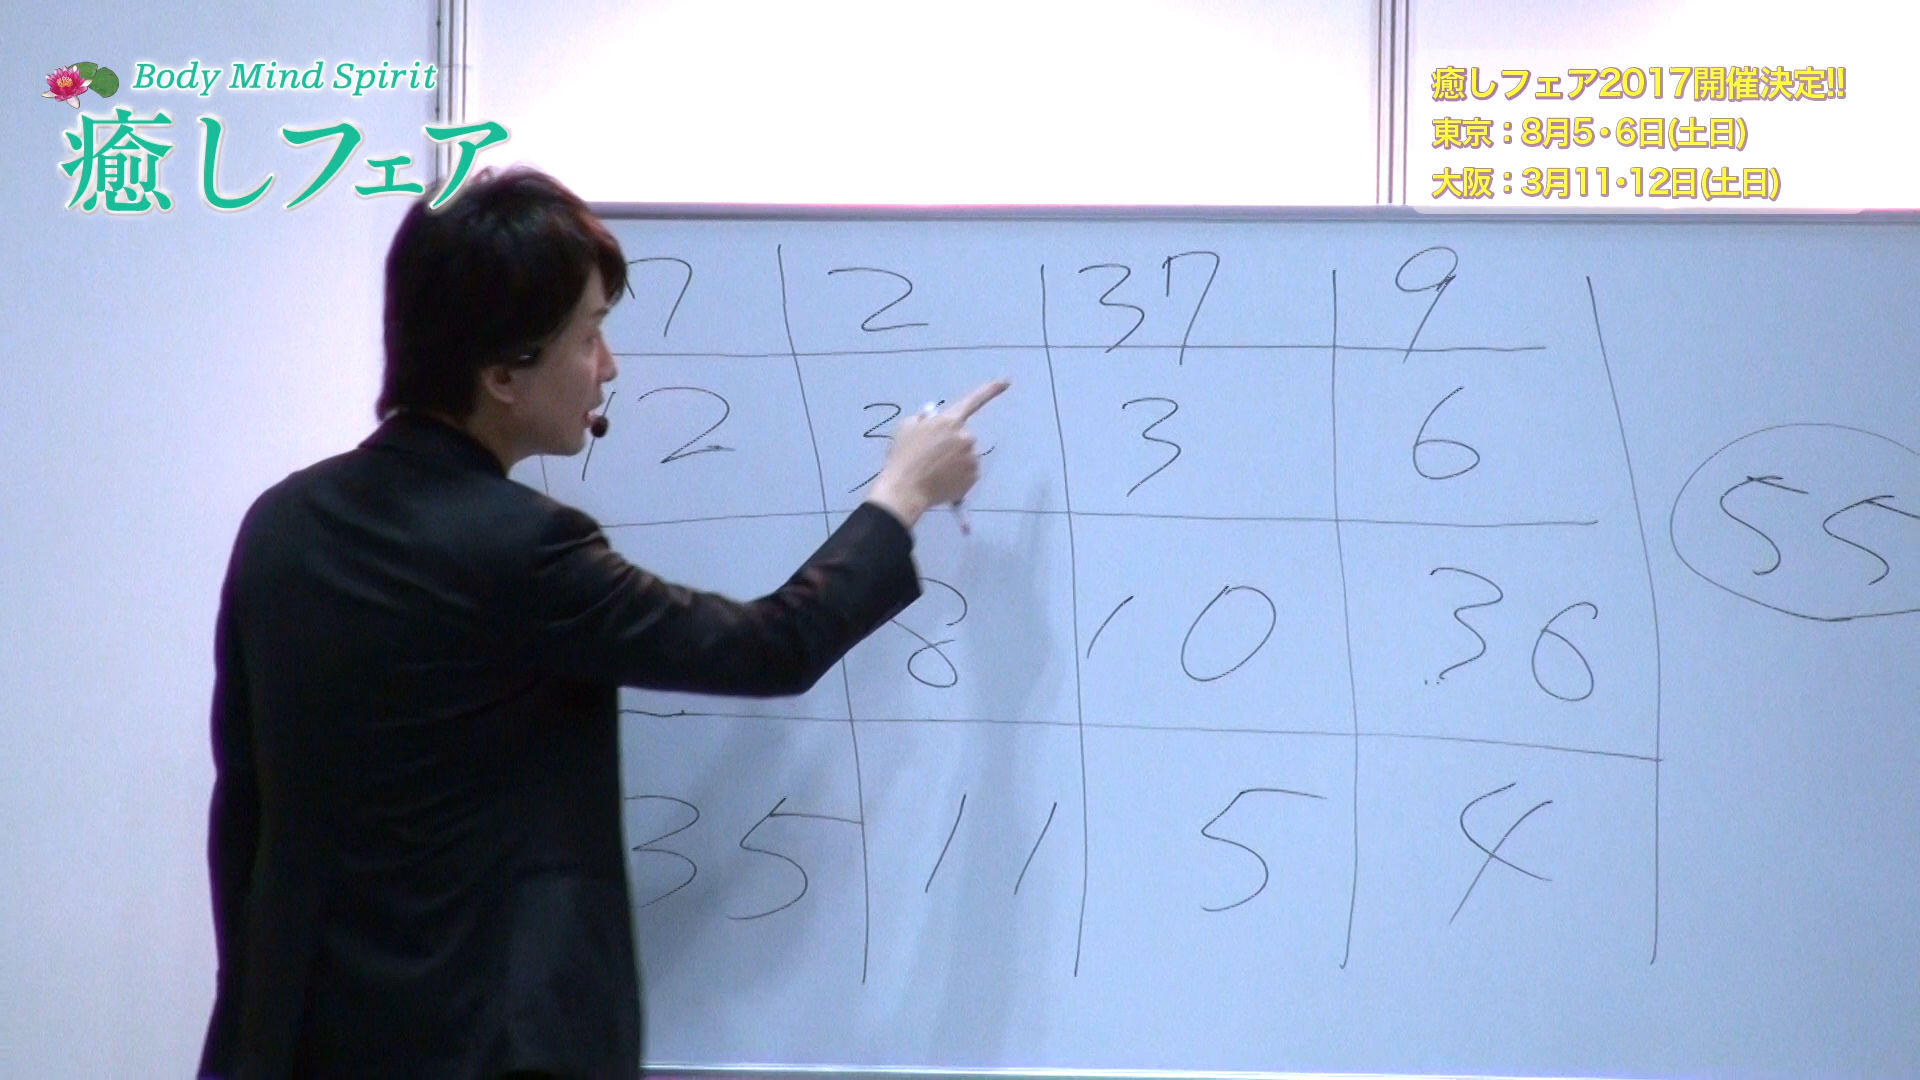 Body Mind Spirit
癒しフェア
癒しフェア2017開催決定!!
東京：8月5・6日(土日)
大阪：3月11・12日(土日)
7 2 37 9
12 3 6
8 10 36
35 11 5 4
55